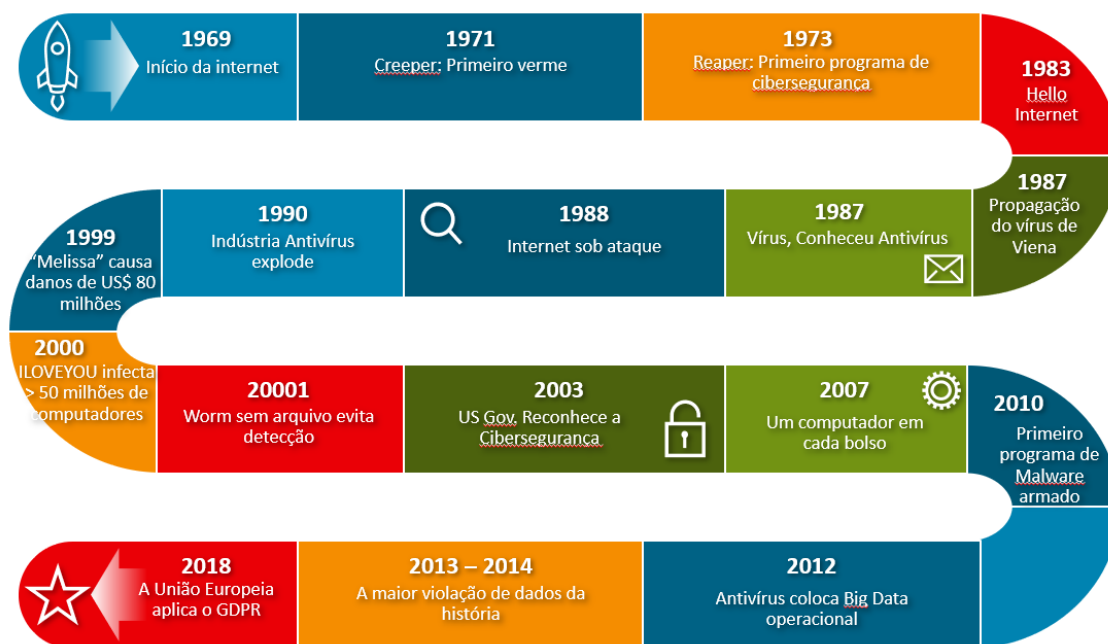 1969
Início da internet
1971
Creeper: Primeiro verme
1973
Reaper: Primeiro programa de
cibersegurança
1983
Hello
Internet
1987
Propagação
do vírus de
Viena
1987
Vírus, Conheceu Antivírus
1988
Internet sob ataque
1990
Indústria Antivírus
explode
1999
“Melissa” causa
danos de US$ 80
milhões
2000
ILOVEYOU infecta
> 50 milhões de
computadores
20001
Worm sem arquivo evita
detecção
2003
US Gov. Reconhece a
Cibersegurança
2007
Um computador em
cada bolso
2010
Primeiro
programa de
Malware
armado
2012
Antivírus coloca Big Data
operacional
2013 – 2014
A maior violação de dados da
história
2018
A União Europeia
aplica o GDPR